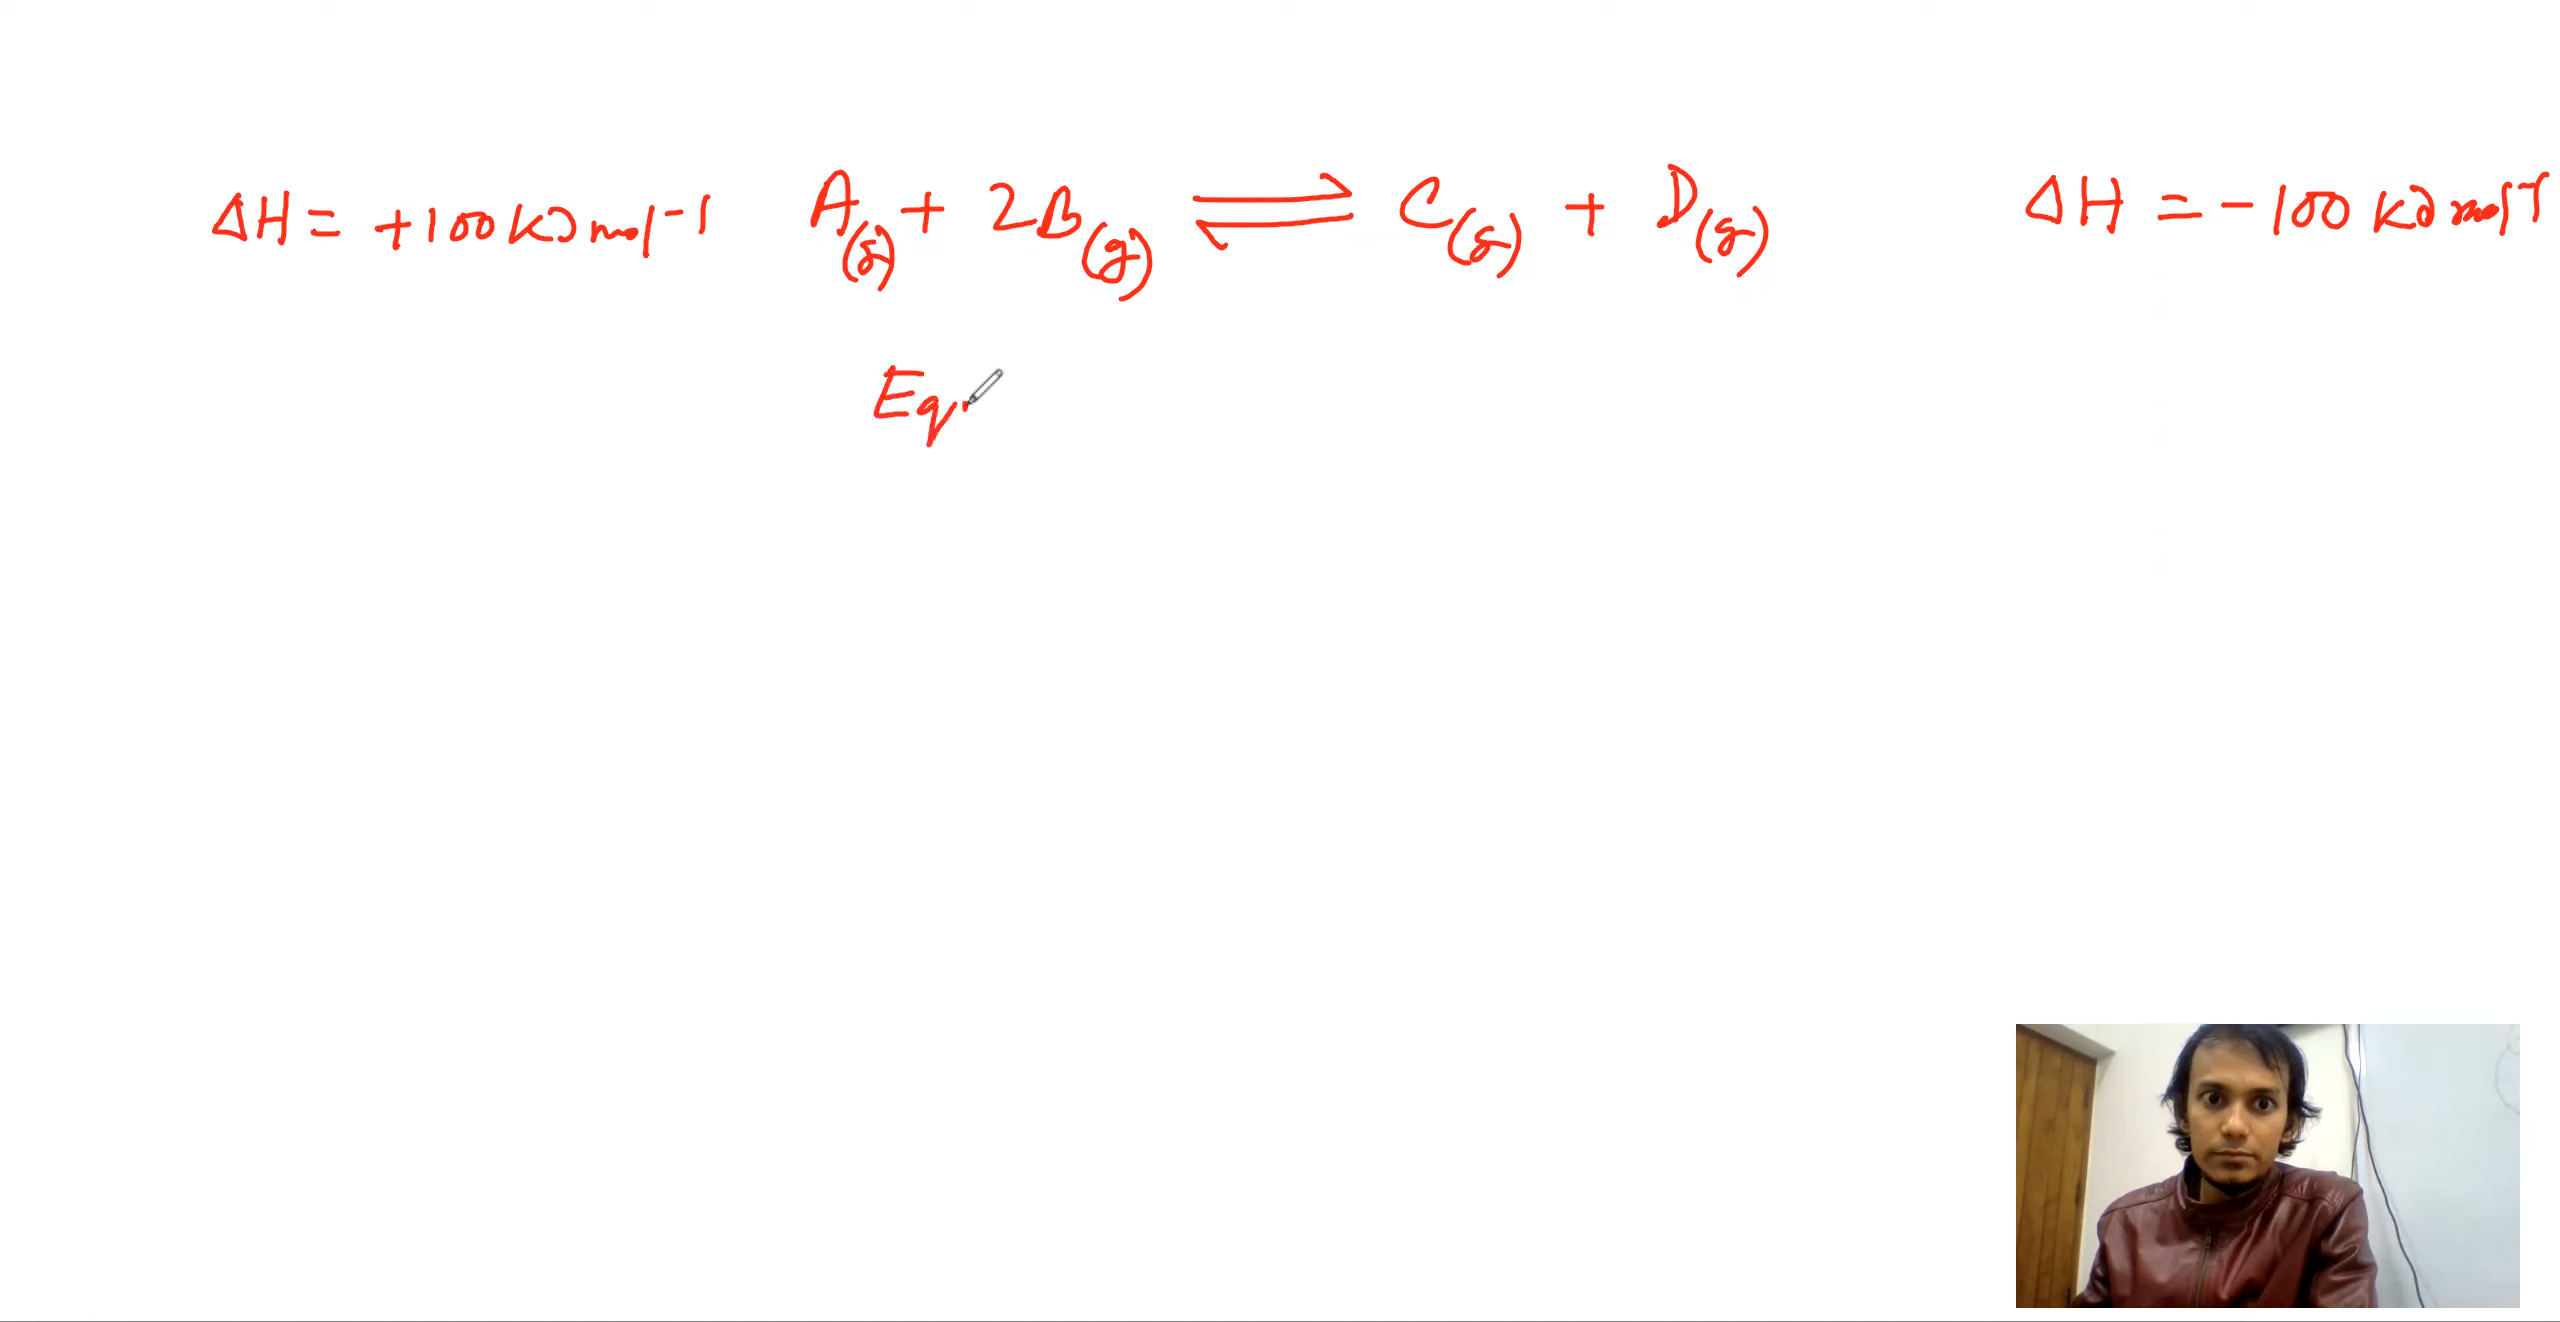 ΔH = +100 kJ mol⁻¹ A(g) + 2B(g) ⇌ C(g) + D(g) ΔH = -100 kJ mol⁻¹
Eq